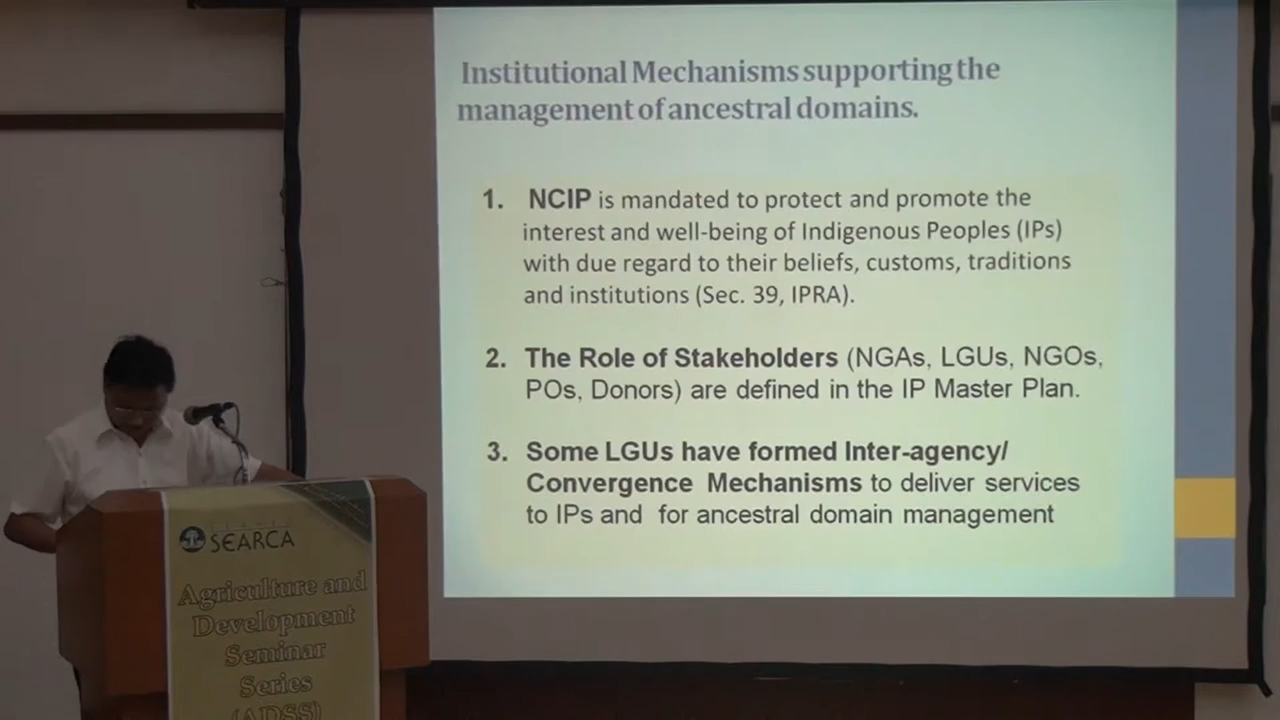 Institutional Mechanisms supporting the
management of ancestral domains.
1. NCIP is mandated to protect and promote the
interest and well-being of Indigenous Peoples (IPs)
with due regard to their beliefs, customs, traditions
and institutions (Sec. 39, IPRA).
2. The Role of Stakeholders (NGAs, LGUs, NGOs,
POs, Donors) are defined in the IP Master Plan.
3. Some LGUs have formed Inter-agency/
Convergence Mechanisms to deliver services
to IPs and for ancestral domain management
SEARCA
Agriculture and
Development
Seminar
Series
(ADSS)